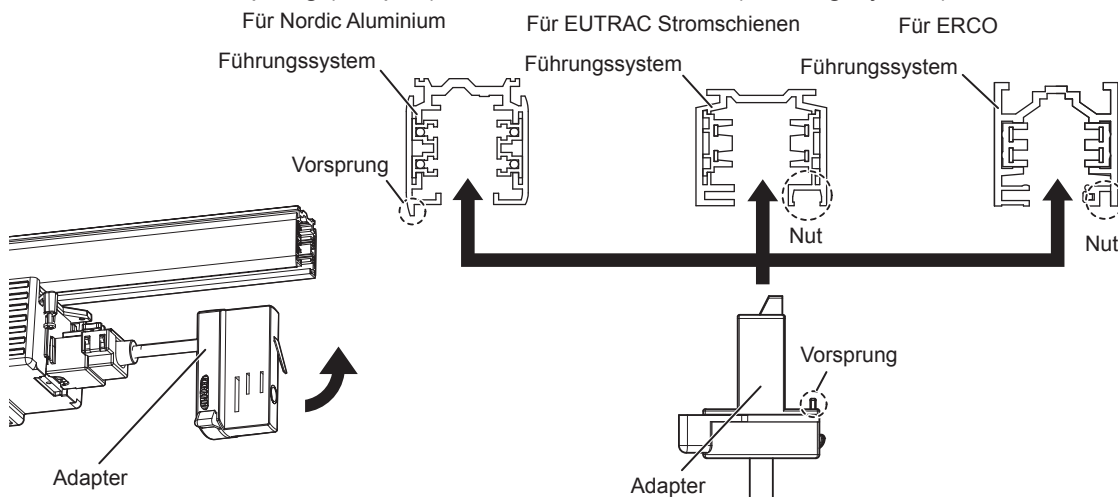 Für Nordic Aluminium
Für EUTRAC Stromschienen
Für ERCO
Führungssystem
Führungssystem
Führungssystem
Vorsprung
Nut
Nut
Vorsprung
Adapter
Adapter